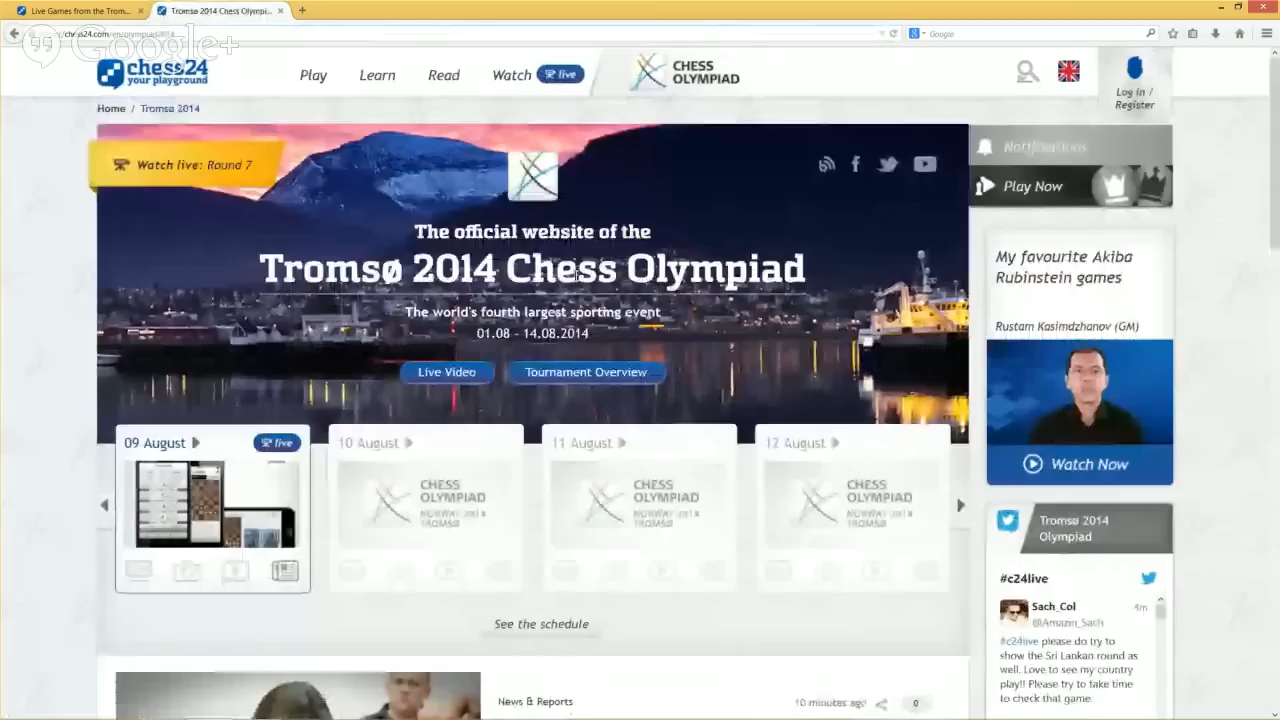 Live Games from the Trom...
Tromsø 2014 Chess Olympi...
Google
Google+
chess24
your playground
Play
Learn
Read
Watch
live
CHESS
OLYMPIAD
Log in /
Register
Home / Tromsø 2014
Watch live: Round 7
Notifications
Play Now
The official website of the
Tromsø 2014 Chess Olympiad
The world's fourth largest sporting event
01.08 - 14.08.2014
Live Video
Tournament Overview
My favourite Akiba
Rubinstein games
Rustam Kasimdzhanov (GM)
Watch Now
09 August
live
10 August
CHESS
OLYMPIAD
NORWAY 2014
TROMSØ
11 August
CHESS
OLYMPIAD
NORWAY 2014
TROMSØ
12 August
CHESS
OLYMPIAD
NORWAY 2014
TROMSØ
See the schedule
Tromsø 2014
Olympiad
#c24live
Sach_Col
4m
@Amazin_Sach
#c24live please do try to
show the Sri Lankan round as
well. Love to see my country
play!! Please try to take time
to check that game.
News & Reports
10 minutes ago
0